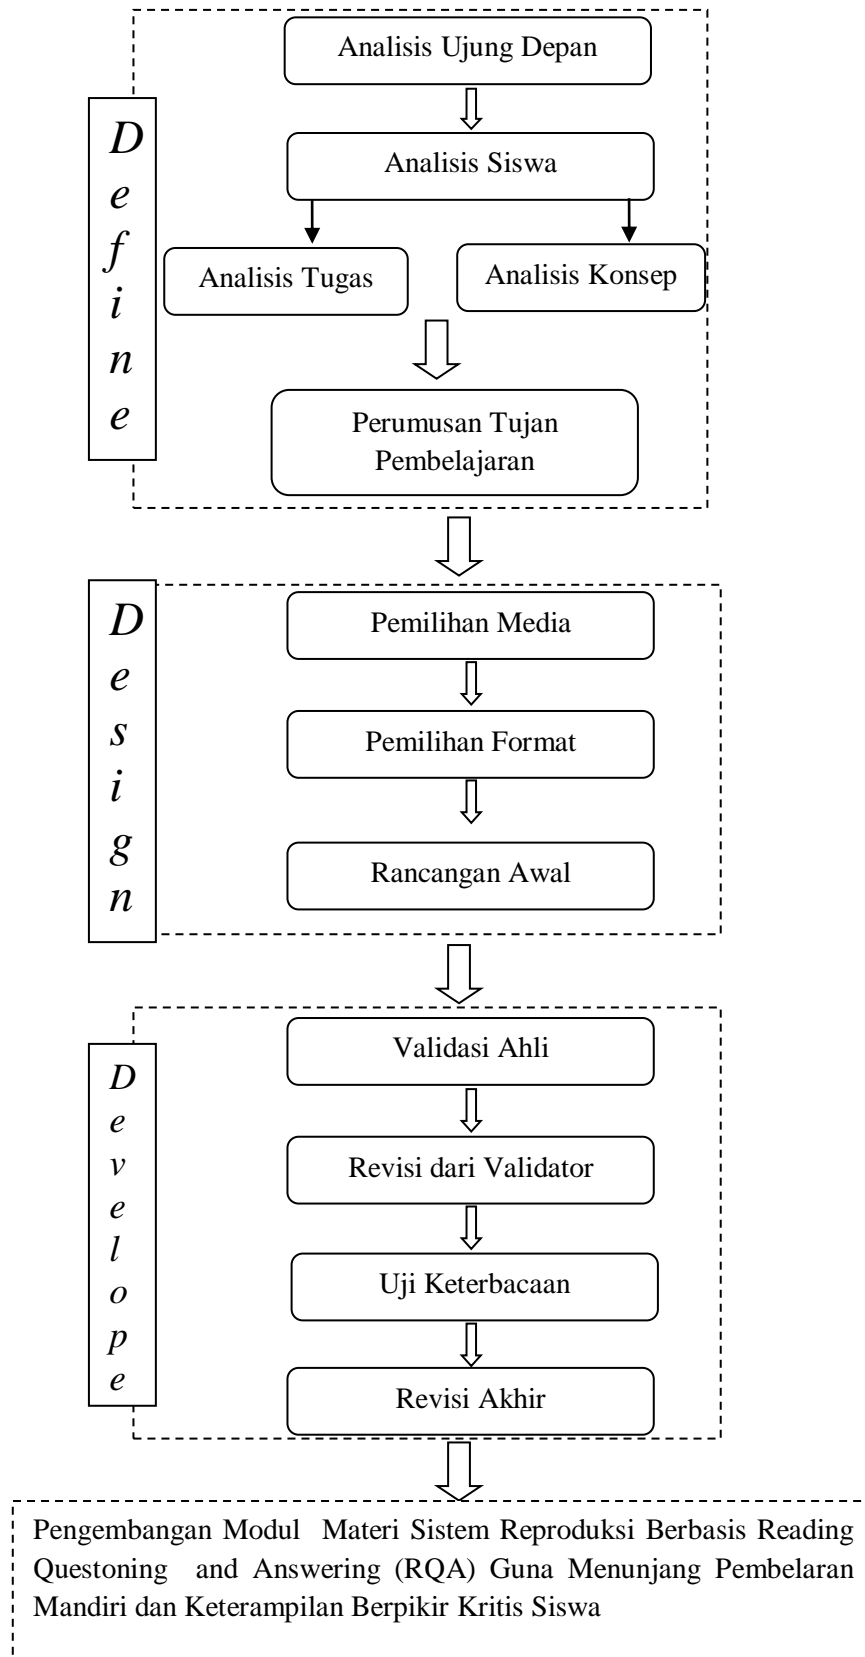 Define
Analisis Ujung Depan
Analisis Siswa
Analisis Tugas
Analisis Konsep
Perumusan Tujan
Pembelajaran
Design
Pemilihan Media
Pemilihan Format
Rancangan Awal
Develope
Validasi Ahli
Revisi dari Validator
Uji Keterbacaan
Revisi Akhir
Pengembangan Modul Materi Sistem Reproduksi Berbasis Reading
Questoning and Answering (RQA) Guna Menunjang Pembelaran
Mandiri dan Keterampilan Berpikir Kritis Siswa